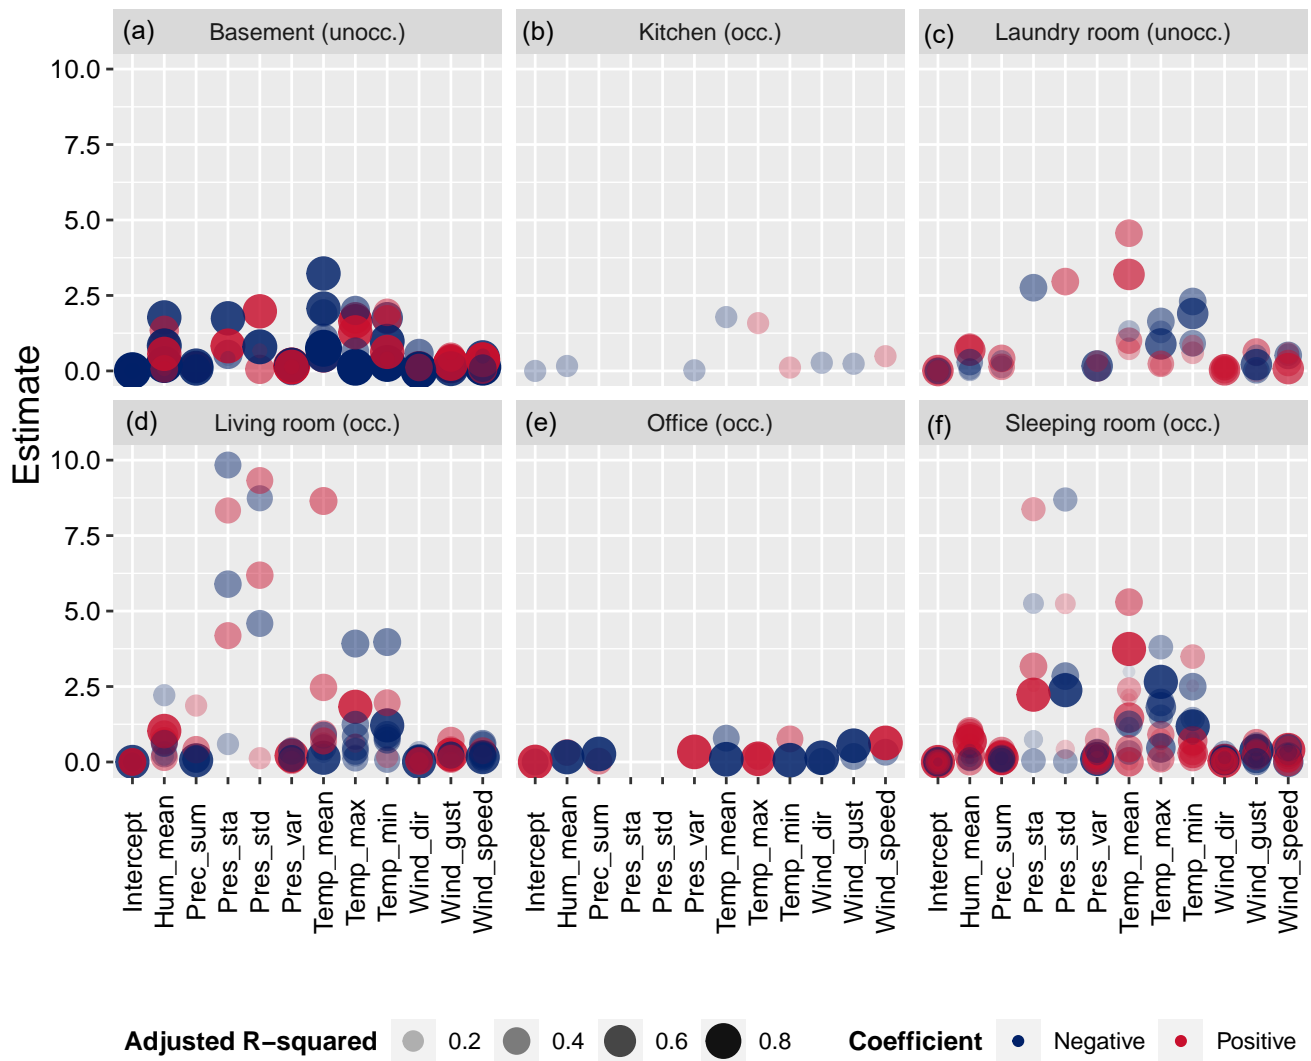 (a) Basement (unocc.)
(b) Kitchen (occ.)
(c) Laundry room (unocc.)
10.0
7.5
5.0
2.5
0.0
Estimate
(d) Living room (occ.)
(e) Office (occ.)
(f) Sleeping room (occ.)
10.0
7.5
5.0
2.5
0.0
Intercept
Hum_mean
Prec_sum
Pres_sta
Pres_std
Pres_var
Temp_mean
Temp_max
Temp_min
Wind_dir
Wind_gust
Wind_speed
Intercept
Hum_mean
Prec_sum
Pres_sta
Pres_std
Pres_var
Temp_mean
Temp_max
Temp_min
Wind_dir
Wind_gust
Wind_speed
Intercept
Hum_mean
Prec_sum
Pres_sta
Pres_std
Pres_var
Temp_mean
Temp_max
Temp_min
Wind_dir
Wind_gust
Wind_speed
Adjusted R−squared 0.2 0.4 0.6 0.8 Coefficient Negative Positive